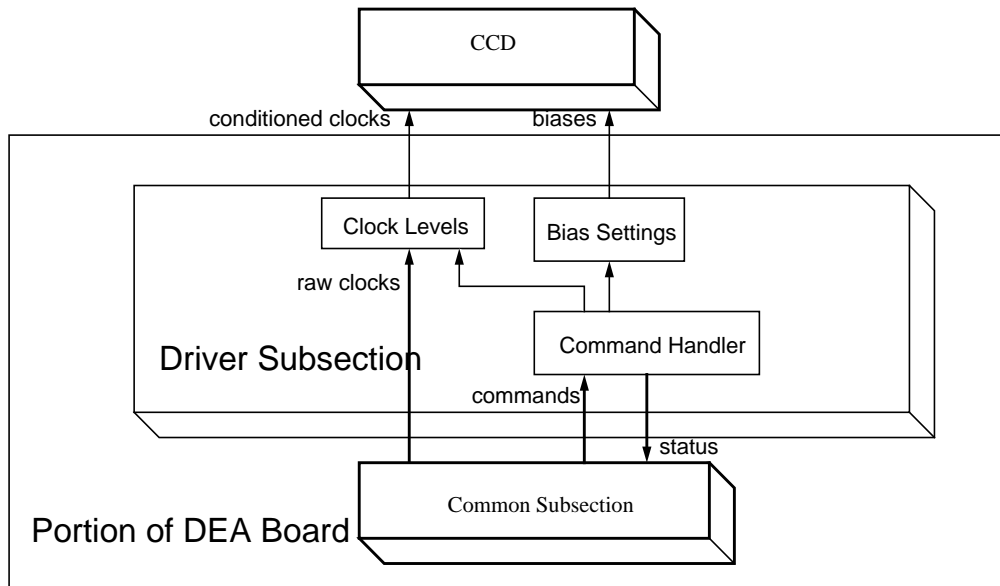 CCD
conditioned clocks
biases
Clock Levels
Bias Settings
raw clocks
Command Handler
Driver Subsection
commands
status
Common Subsection
Portion of DEA Board